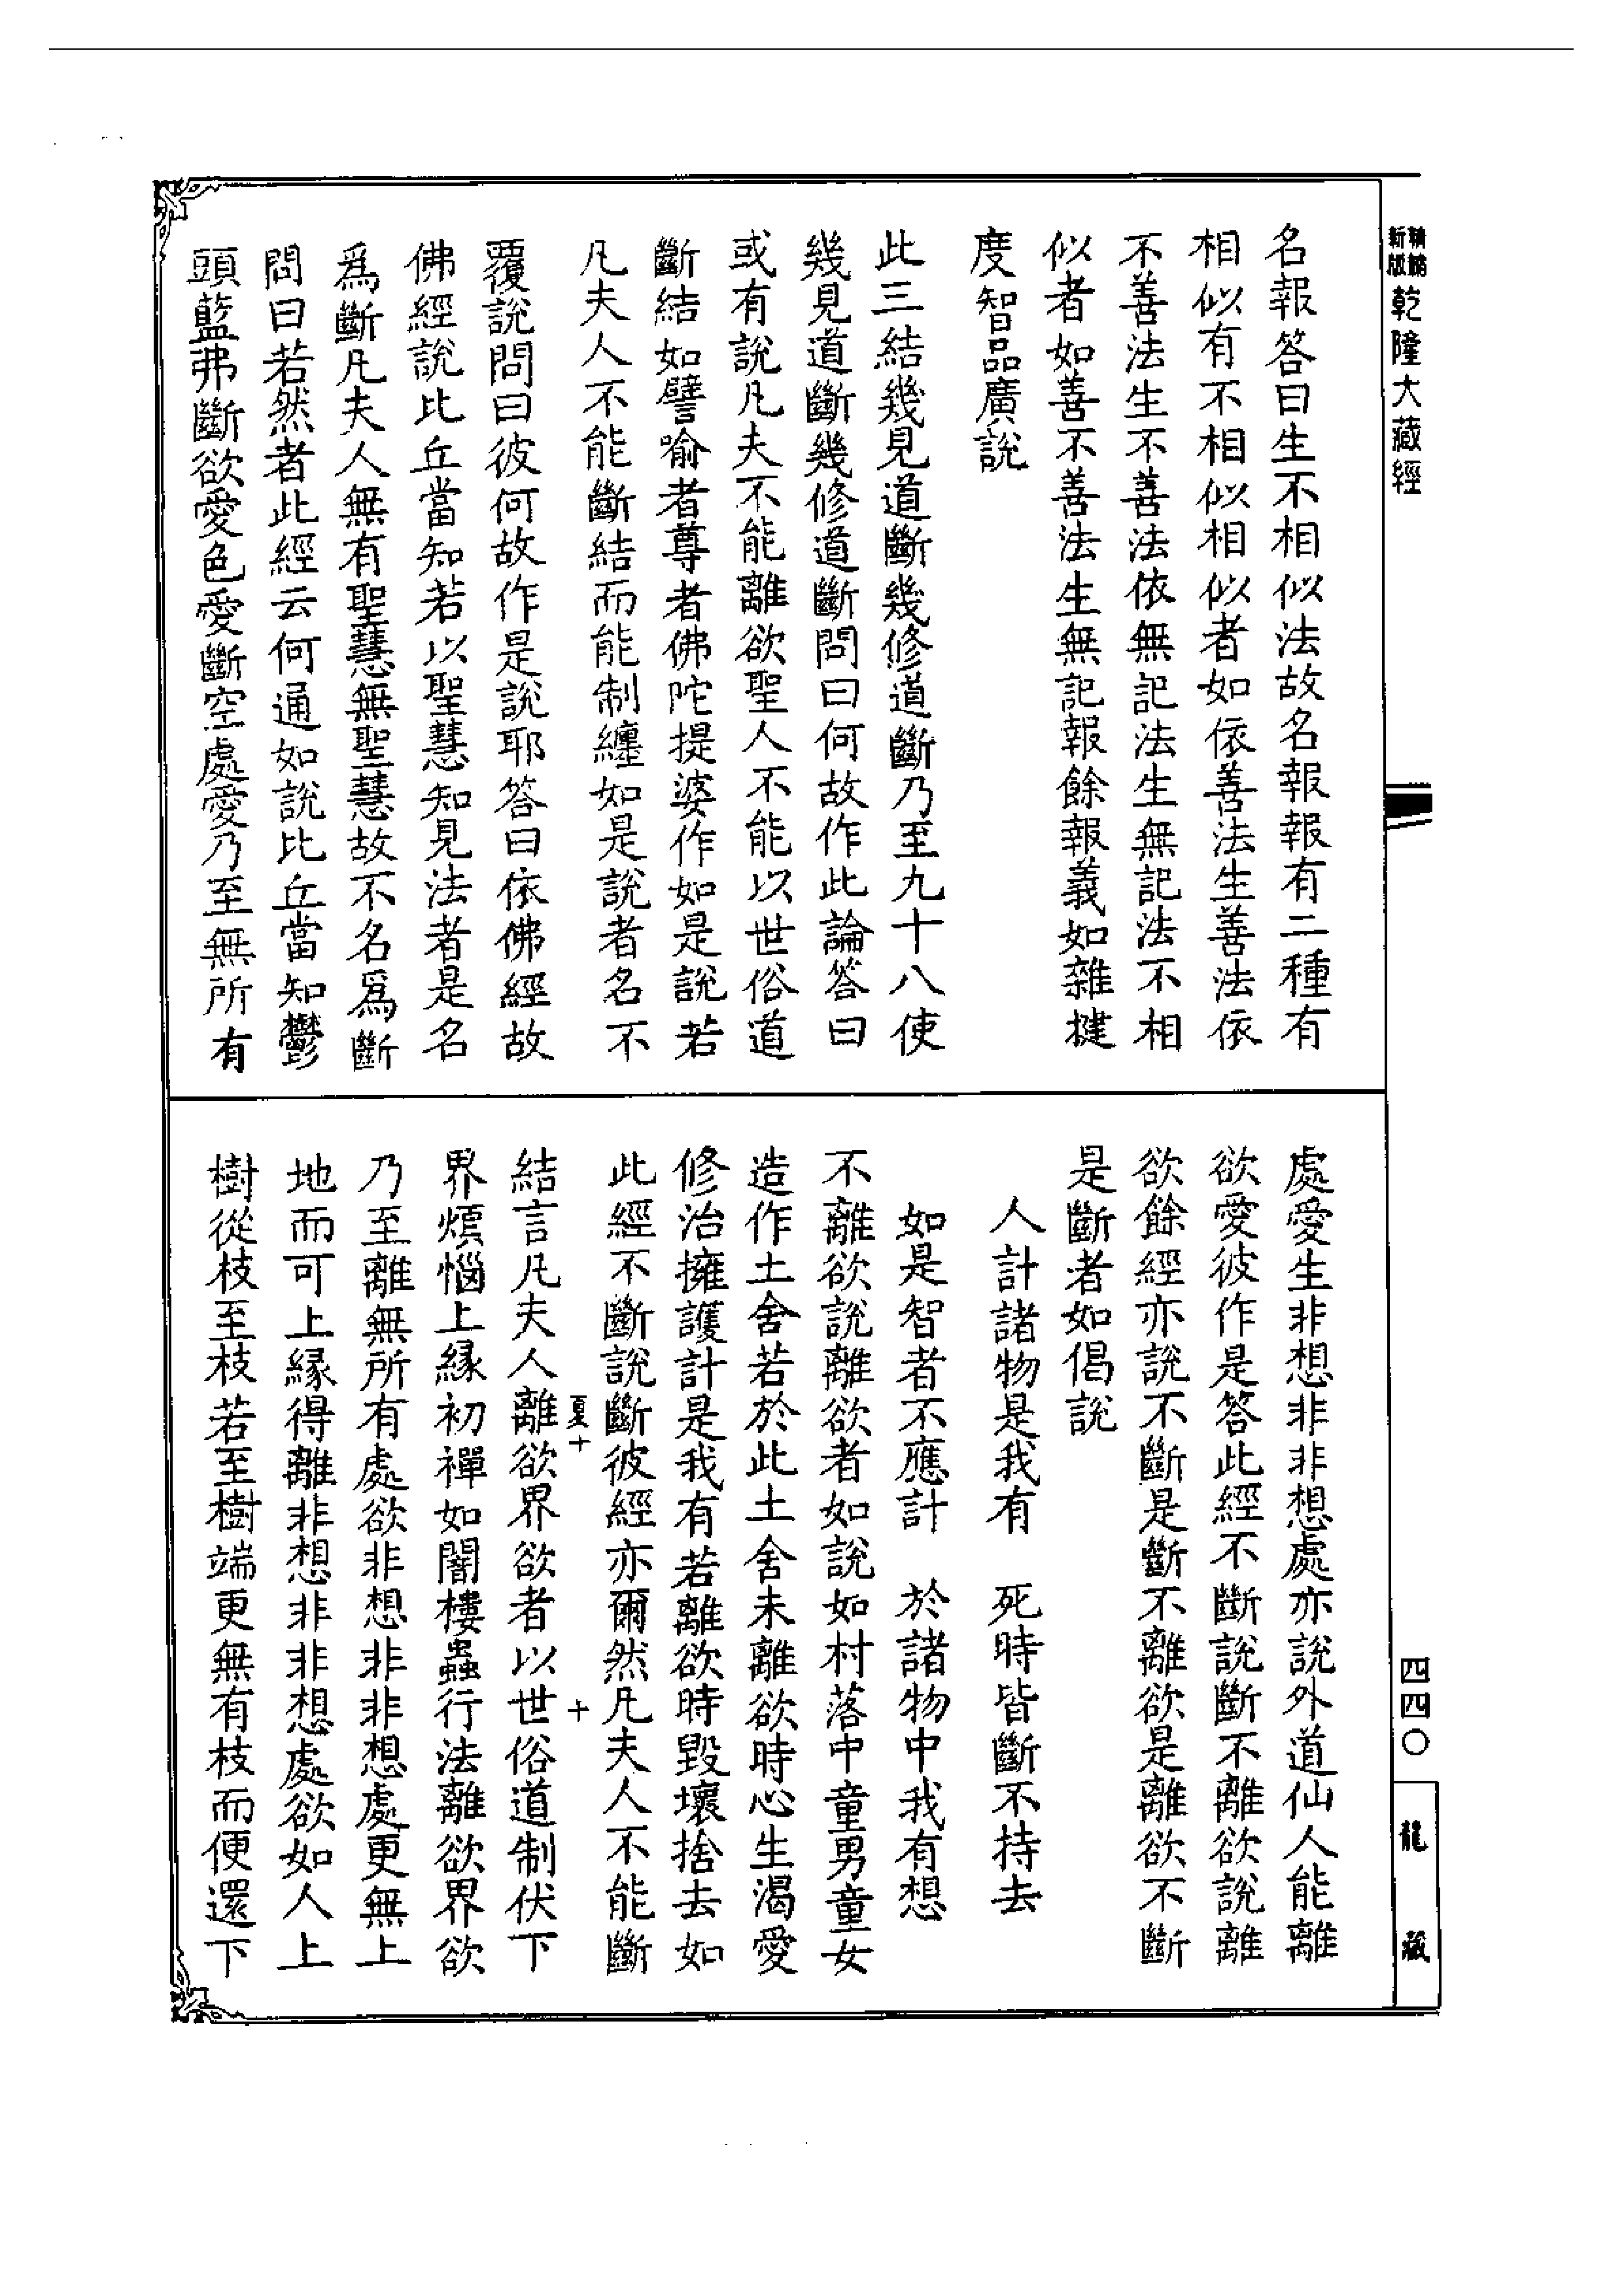 精縮
新版
乾隆大藏經
名報答曰生不相似法故名報報有二種有
相似有不相似相似者如依善法生善法依
不善法生不善法依無記法生無記法不相
似者如善不善法生無記報餘報義如雜揵
度智品廣說
此三結幾見道斷幾修道斷乃至九十八使
幾見道斷幾修道斷問曰何故作此論答曰
或有說凡夫不能離欲聖人不能以世俗道
斷結如譬喻者尊者佛陀提婆作如是說若
凡夫人不能斷結而能制纏如是說者名不
覆說問曰彼何故作是說耶答曰依佛經故
佛經說比丘當知若以聖慧知見法者是名
為斷凡夫人無有聖慧無聖慧故不名爲斷
問曰若然者此經云何通如說比丘當知鬱
頭藍弗斷欲愛色愛斷空處愛乃至無所有
處愛生非想非非想處亦說外道仙人能離
欲愛彼作是答此經不斷說斷不離欲說離
欲餘經亦說不斷是斷不離欲是離欲不斷
是斷者如偈說
人計諸物是我有　死時皆斷不持去
如是智者不應計　於諸物中我有想
不離欲說離欲者如說如村落中童男童女
造作土舍若於此土舍未離欲時心生渴愛
修治擁護計是我有若離欲時毀壞捨去如
此經不斷說斷彼經亦爾然凡夫人不能斷
夏十　十
結言凡夫人離欲界欲者以世俗道制伏下
界煩惱上緣初禪如闇樓蟲行法離欲界欲
乃至離無所有處欲非想非非想處更無上
地而可上緣得離非想非非想處欲如人上
樹從枝至枝若至樹端更無有枝而便還下
四四〇
龍藏